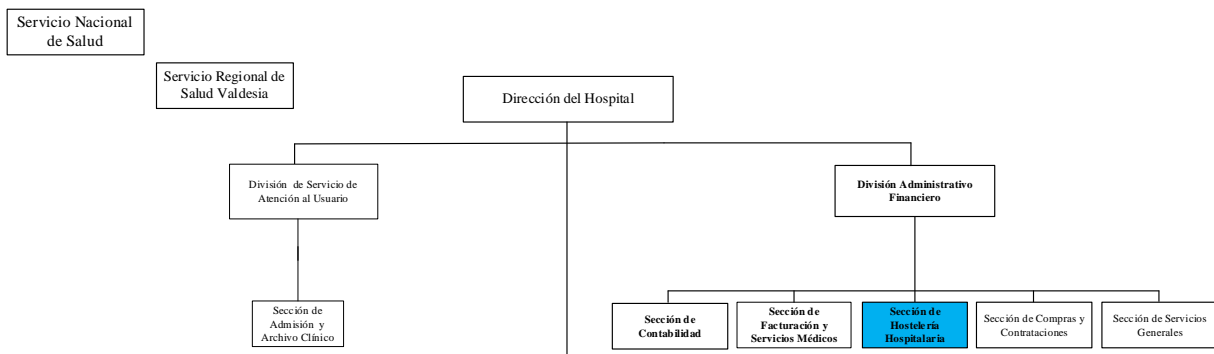 Servicio Nacional
de Salud
Servicio Regional de
Salud Valdesia
Dirección del Hospital
División de Servicio de
Atención al Usuario
División Administrativo
Financiero
Sección de
Admisión y
Archivo Clínico
Sección de
Contabilidad
Sección de
Facturación y
Servicios Médicos
Sección de
Hostelería
Hospitalaria
Sección de Compras y
Contrataciones
Sección de Servicios
Generales